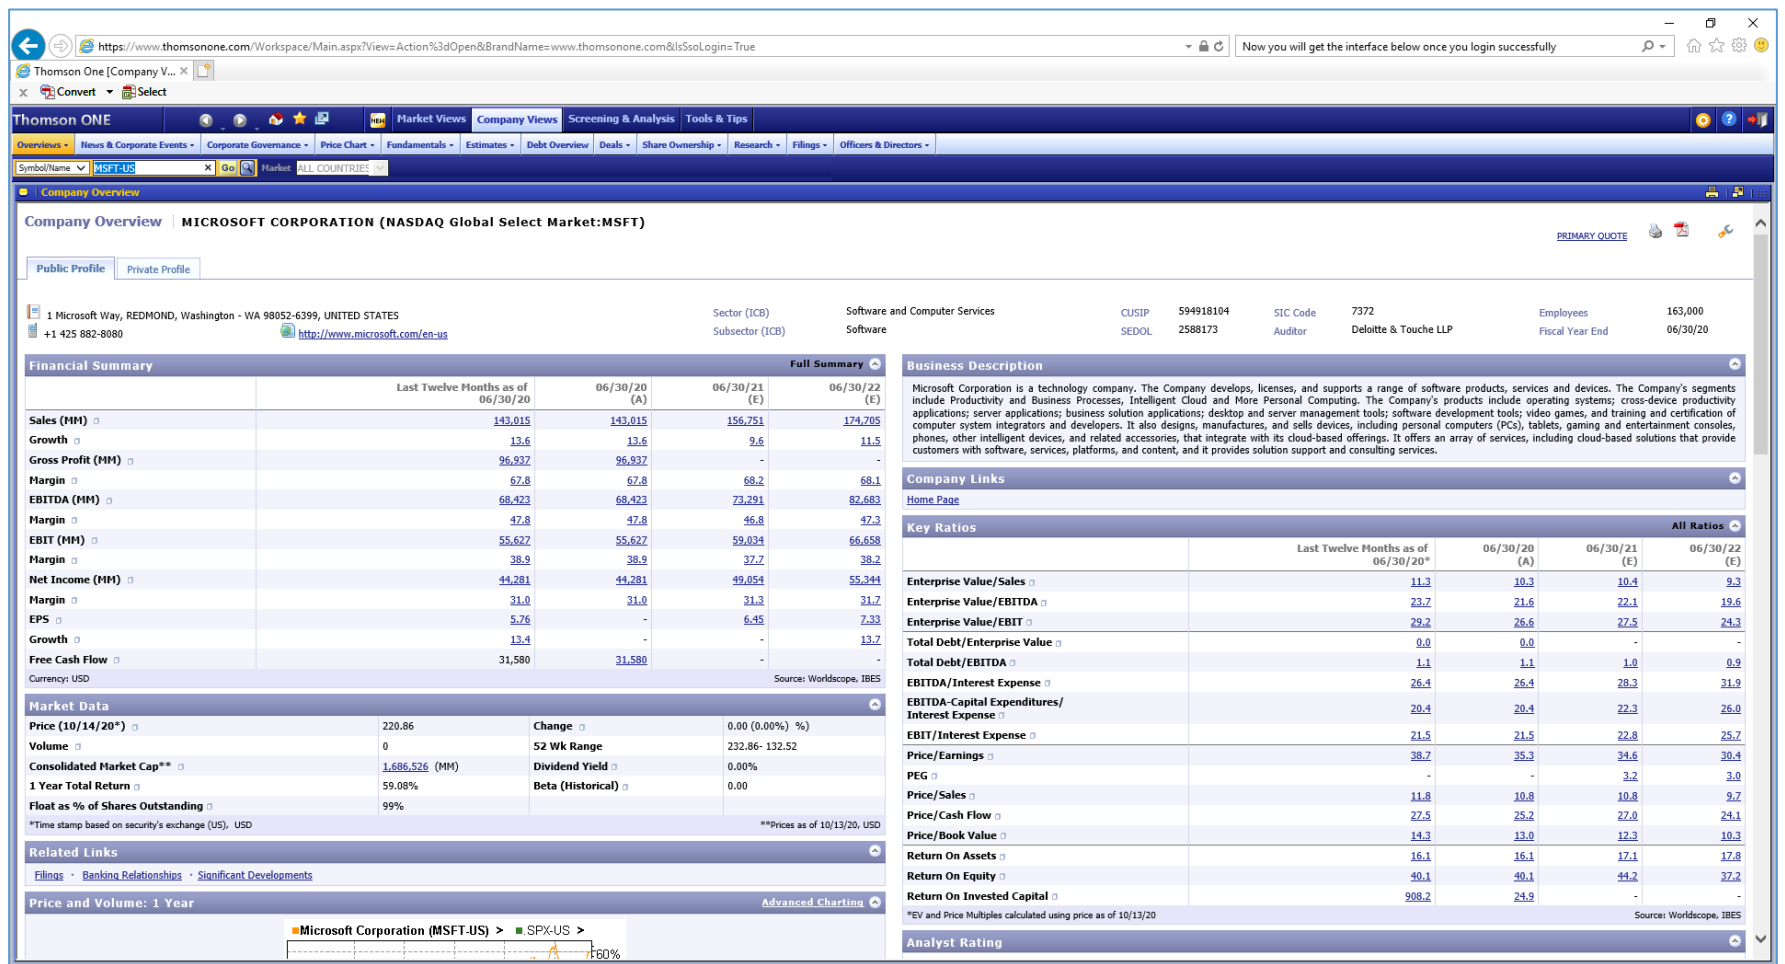 https://www.thomsonone.com/Workspace/Main.aspx?View=Action%3dOpen&BrandName=www.thomsonone.com&IsSsoLogin=True
Now you will get the interface below once you login successfully
Thomson One [Company V... ×
x Convert Select
Thomson ONE NEW Market Views Company Views Screening & Analysis Tools & Tips
Overviews News & Corporate Events Corporate Governance Price Chart Fundamentals Estimates Debt Overview Deals Share Ownership Research Filings Officers & Directors
Symbol/Name MSFT-US × Go Market ALL COUNTRIES
Company Overview
Company Overview MICROSOFT CORPORATION (NASDAQ Global Select Market:MSFT)
PRIMARY QUOTE
Public Profile Private Profile
1 Microsoft Way, REDMOND, Washington - WA 98052-6399, UNITED STATES
+1 425 882-8080 http://www.microsoft.com/en-us
Sector (ICB) Software and Computer Services CUSIP 594918104 SIC Code 7372 Employees 163,000
Subsector (ICB) Software SEDOL 2588173 Auditor Deloitte & Touche LLP Fiscal Year End 06/30/20
Financial Summary Full Summary
Last Twelve Months as of 06/30/20 06/30/21 06/30/22
06/30/20 (A) (E) (E)
Sales (MM) 143,015 143,015 156,751 174,705
Growth 13.6 13.6 9.6 11.5
Gross Profit (MM) 96,937 96,937 - -
Margin 67.8 67.8 68.2 68.1
EBITDA (MM) 68,423 68,423 73,291 82,683
Margin 47.8 47.8 46.8 47.3
EBIT (MM) 55,627 55,627 59,034 66,658
Margin 38.9 38.9 37.7 38.2
Net Income (MM) 44,281 44,281 49,054 55,344
Margin 31.0 31.0 31.3 31.7
EPS 5.76 - 6.45 7.33
Growth 13.4 - - 13.7
Free Cash Flow 31,580 31,580 - -
Currency: USD Source: Worldscope, IBES
Market Data
Price (10/14/20*) 220.86 Change 0.00 (0.00%) %)
Volume 0 52 Wk Range 232.86- 132.52
Consolidated Market Cap** 1,686,526 (MM) Dividend Yield 0.00%
1 Year Total Return 59.08% Beta (Historical) 0.00
Float as % of Shares Outstanding 99%
*Time stamp based on security's exchange (US), USD **Prices as of 10/13/20, USD
Related Links
Filings · Banking Relationships · Significant Developments
Price and Volume: 1 Year Advanced Charting
Microsoft Corporation (MSFT-US) > .SPX-US >
60%
Business Description
Microsoft Corporation is a technology company. The Company develops, licenses, and supports a range of software products, services and devices. The Company's segments
include Productivity and Business Processes, Intelligent Cloud and More Personal Computing. The Company's products include operating systems; cross-device productivity
applications; server applications; business solution applications; desktop and server management tools; software development tools; video games, and training and certification of
computer system integrators and developers. It also designs, manufactures, and sells devices, including personal computers (PCs), tablets, gaming and entertainment consoles,
phones, other intelligent devices, and related accessories, that integrate with its cloud-based offerings. It offers an array of services, including cloud-based solutions that provide
customers with software, services, platforms, and content, and it provides solution support and consulting services.
Company Links
Home Page
Key Ratios All Ratios
Last Twelve Months as of 06/30/20 06/30/21 06/30/22
06/30/20* (A) (E) (E)
Enterprise Value/Sales 11.3 10.3 10.4 9.3
Enterprise Value/EBITDA 23.7 21.6 22.1 19.6
Enterprise Value/EBIT 29.2 26.6 27.5 24.3
Total Debt/Enterprise Value 0.0 0.0 - -
Total Debt/EBITDA 1.1 1.1 1.0 0.9
EBITDA/Interest Expense 26.4 26.4 28.3 31.9
EBITDA-Capital Expenditures/
Interest Expense 20.4 20.4 22.3 26.0
EBIT/Interest Expense 21.5 21.5 22.8 25.7
Price/Earnings 38.7 35.3 34.6 30.4
PEG - - 3.2 3.0
Price/Sales 11.8 10.8 10.8 9.7
Price/Cash Flow 27.5 25.2 27.0 24.1
Price/Book Value 14.3 13.0 12.3 10.3
Return On Assets 16.1 16.1 17.1 17.8
Return On Equity 40.1 40.1 44.2 37.2
Return On Invested Capital 908.2 24.9 - -
*EV and Price Multiples calculated using price as of 10/13/20 Source: Worldscope, IBES
Analyst Rating